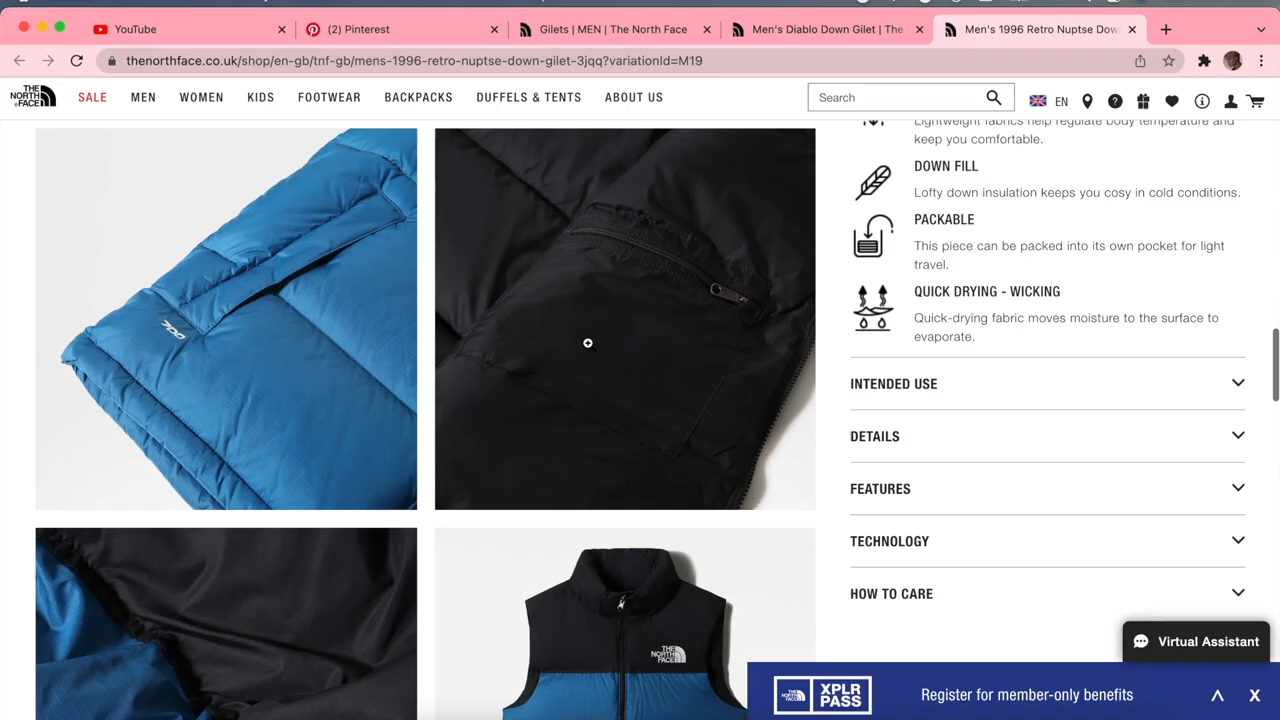 YouTube
(2) Pinterest
Gilets | MEN | The North Face
Men's Diablo Down Gilet | The
Men's 1996 Retro Nuptse Dow
thenorthface.co.uk/shop/en-gb/tnf-gb/mens-1996-retro-nuptse-down-gilet-3jqq?variationId=M19
THE NORTH FACE
SALE
MEN
WOMEN
KIDS
FOOTWEAR
BACKPACKS
DUFFELS & TENTS
ABOUT US
Search
EN
Lightweight fabrics help regulate body temperature and
keep you comfortable.
DOWN FILL
Lofty down insulation keeps you cosy in cold conditions.
PACKABLE
This piece can be packed into its own pocket for light
travel.
QUICK DRYING - WICKING
Quick-drying fabric moves moisture to the surface to
evaporate.
700
INTENDED USE
DETAILS
FEATURES
TECHNOLOGY
HOW TO CARE
THE NORTH FACE
Virtual Assistant
XPLR
PASS
Register for member-only benefits
X